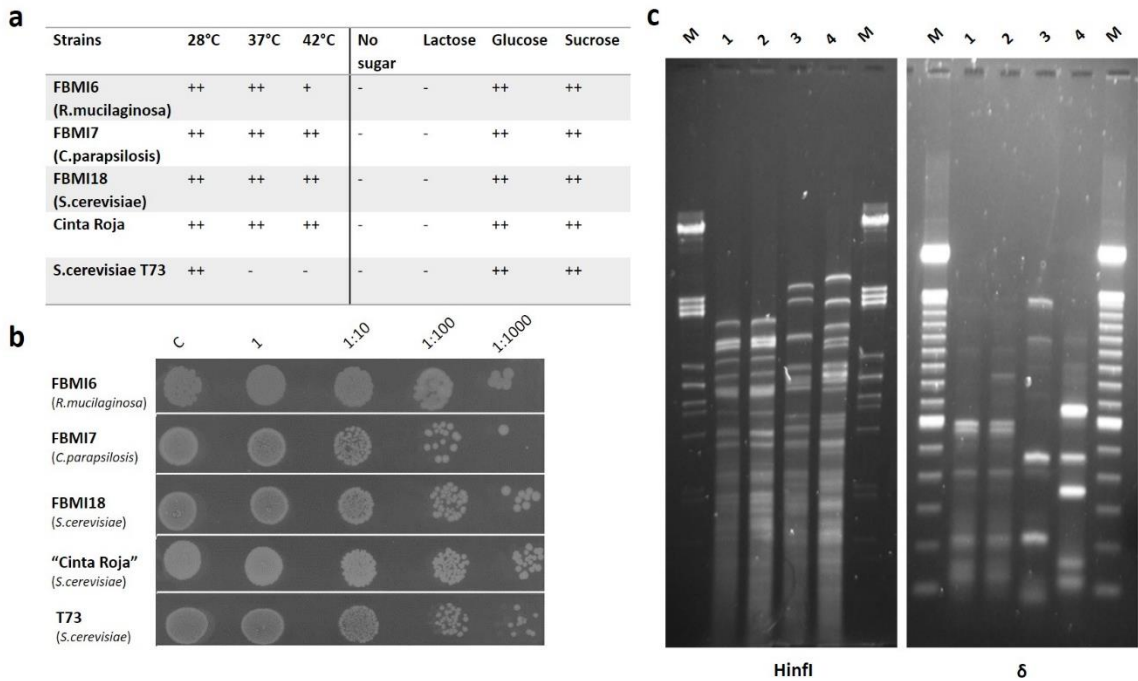 a
Strains 28°C 37°C 42°C No sugar Lactose Glucose Sucrose
FBMI6 (R.mucilaginosa) ++ ++ + - - ++ ++
FBMI7 (C.parapsilosis) ++ ++ ++ - - ++ ++
FBMI18 (S.cerevisiae) ++ ++ ++ - - ++ ++
Cinta Roja ++ ++ ++ - - ++ ++
S.cerevisiae T73 ++ - - - - ++ ++
b
C 1 1:10 1:100 1:1000
FBMI6
(R.mucilaginosa)
FBMI7
(C.parapsilosis)
FBMI18
(S.cerevisiae)
“Cinta Roja”
(S.cerevisiae)
T73
(S.cerevisiae)
c
M 1 2 3 4 M
M 1 2 3 4 M
HinfI
δ